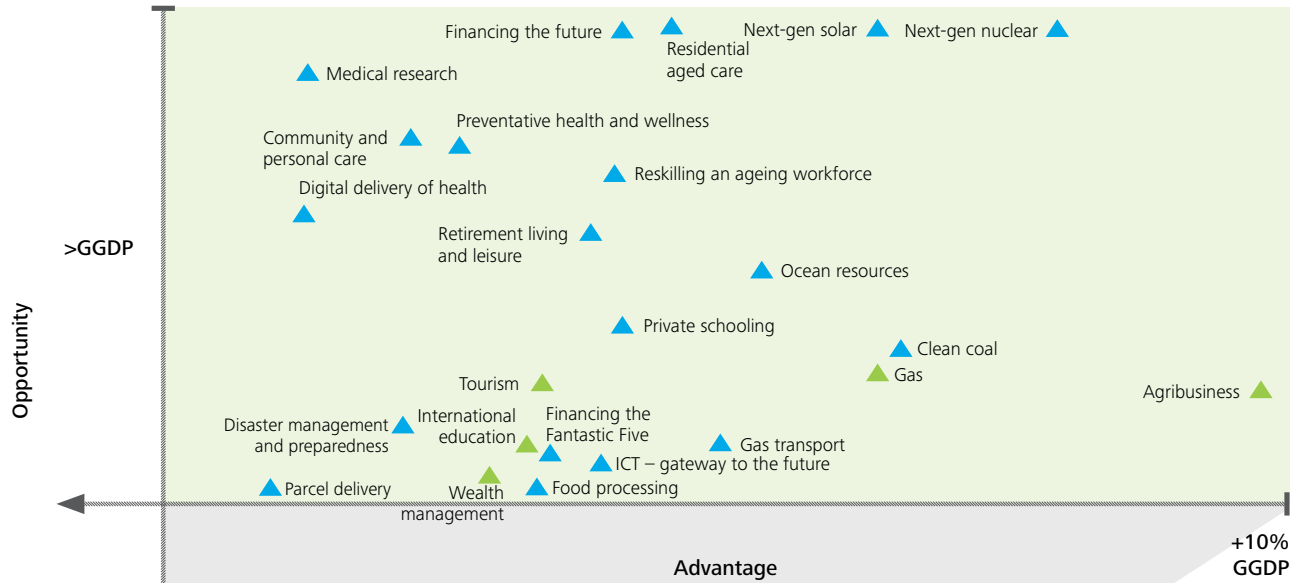 Financing the future
Residential
aged care
Next-gen solar
Next-gen nuclear
Medical research
Preventative health and wellness
Community and
personal care
Reskilling an ageing workforce
Digital delivery of health
Retirement living
and leisure
>GGDP
Ocean resources
Opportunity
Private schooling
Clean coal
Gas
Tourism
Agribusiness
Disaster management
and preparedness
International
education
Financing the
Fantastic Five
Gas transport
ICT – gateway to the future
Parcel delivery
Wealth
management
Food processing
Advantage
+10%
GGDP